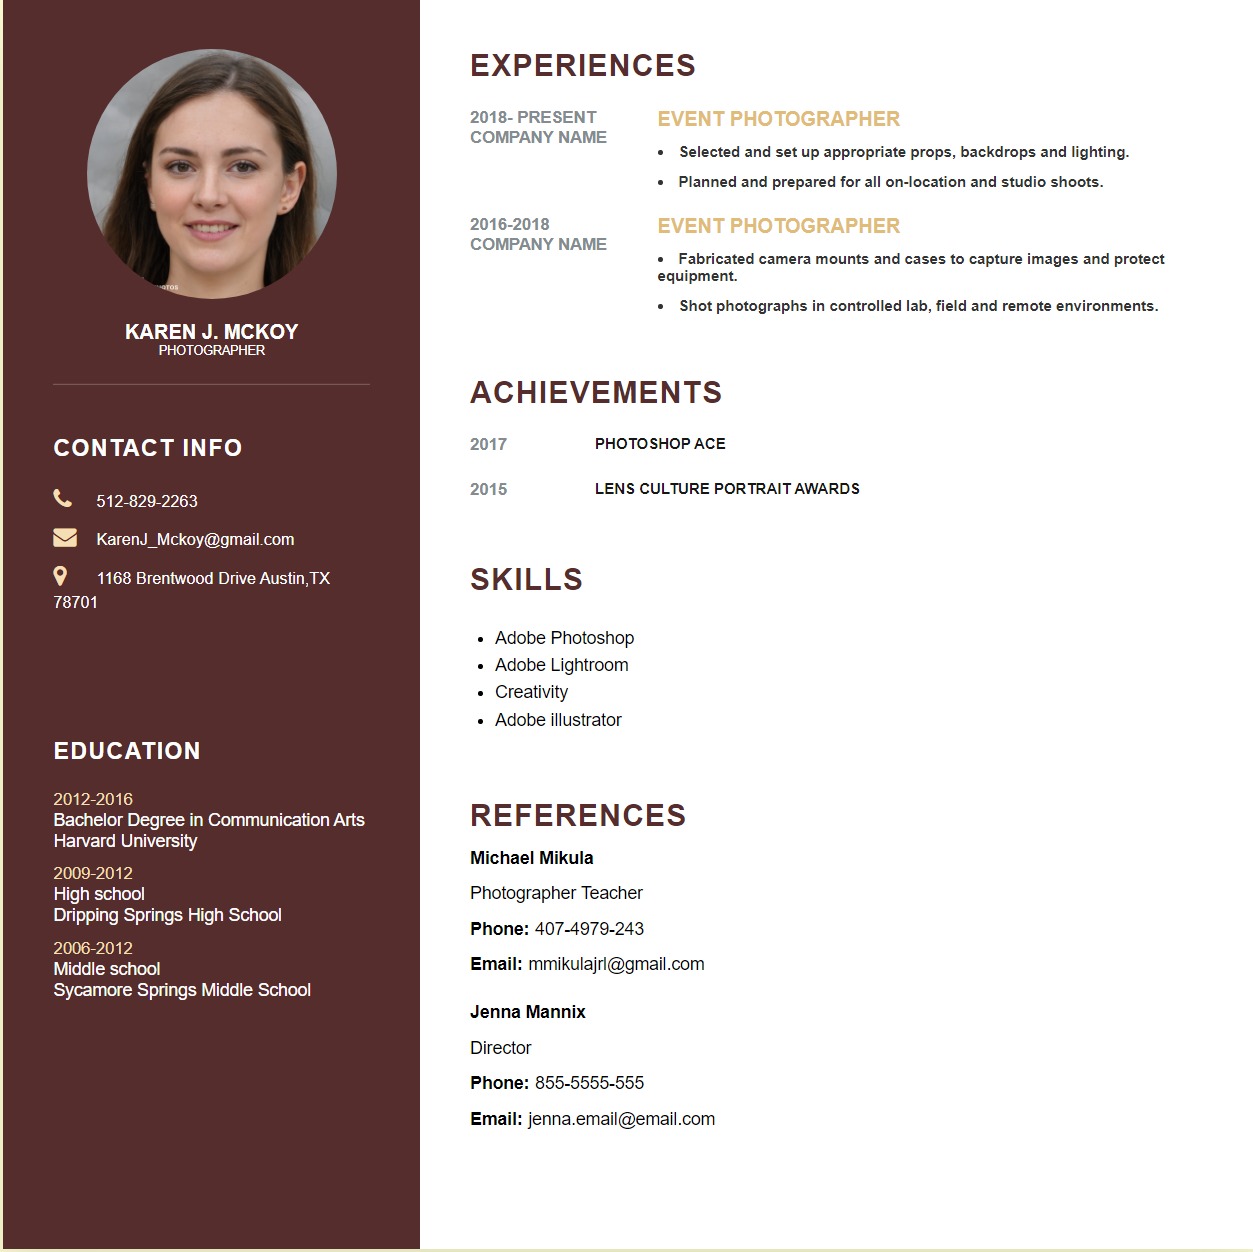 KAREN J. MCKOY
PHOTOGRAPHER
CONTACT INFO
512-829-2263
KarenJ_Mckoy@gmail.com
1168 Brentwood Drive Austin,TX
78701
EDUCATION
2012-2016
Bachelor Degree in Communication Arts
Harvard University
2009-2012
High school
Dripping Springs High School
2006-2012
Middle school
Sycamore Springs Middle School
EXPERIENCES
2018- PRESENT
COMPANY NAME
EVENT PHOTOGRAPHER
• Selected and set up appropriate props, backdrops and lighting.
• Planned and prepared for all on-location and studio shoots.
2016-2018
COMPANY NAME
EVENT PHOTOGRAPHER
• Fabricated camera mounts and cases to capture images and protect
equipment.
• Shot photographs in controlled lab, field and remote environments.
ACHIEVEMENTS
2017 PHOTOSHOP ACE
2015 LENS CULTURE PORTRAIT AWARDS
SKILLS
• Adobe Photoshop
• Adobe Lightroom
• Creativity
• Adobe illustrator
REFERENCES
Michael Mikula
Photographer Teacher
Phone: 407-4979-243
Email: mmikulajrl@gmail.com
Jenna Mannix
Director
Phone: 855-5555-555
Email: jenna.email@email.com